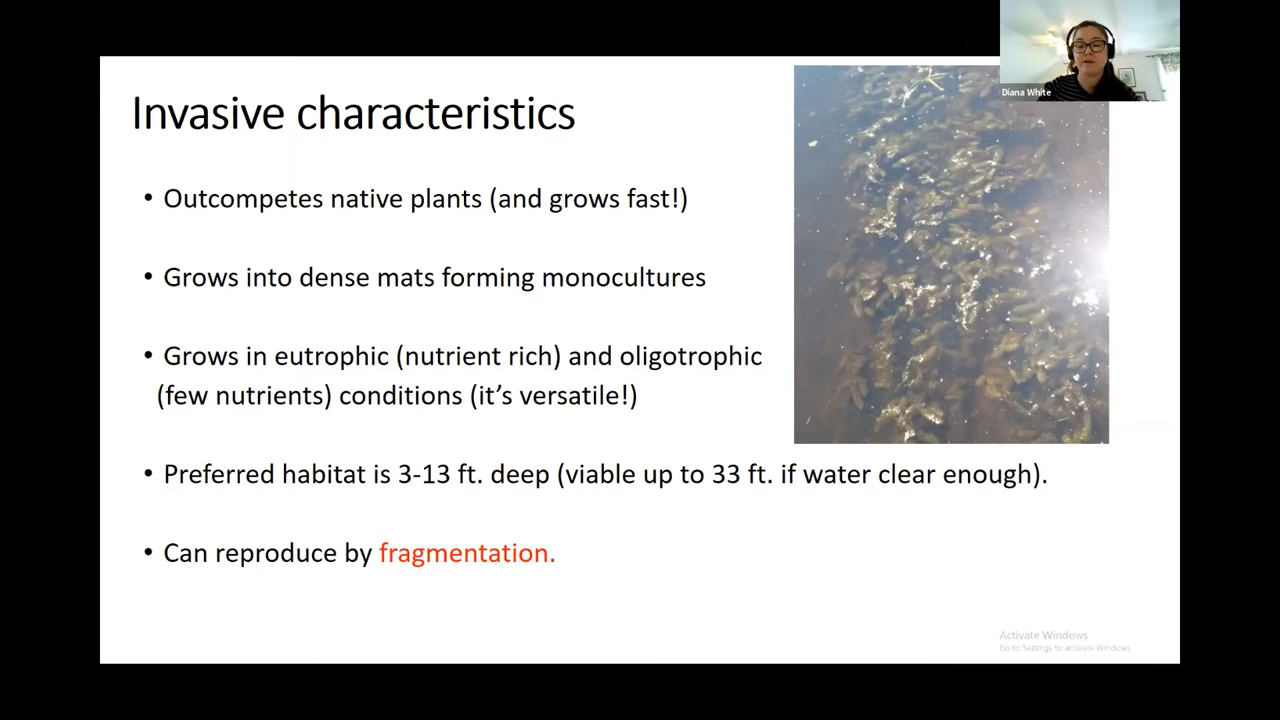 Diana White
Invasive characteristics
• Outcompetes native plants (and grows fast!)
• Grows into dense mats forming monocultures
• Grows in eutrophic (nutrient rich) and oligotrophic
(few nutrients) conditions (it’s versatile!)
• Preferred habitat is 3-13 ft. deep (viable up to 33 ft. if water clear enough).
• Can reproduce by fragmentation.
Activate Windows
Go to Settings to activate Windows